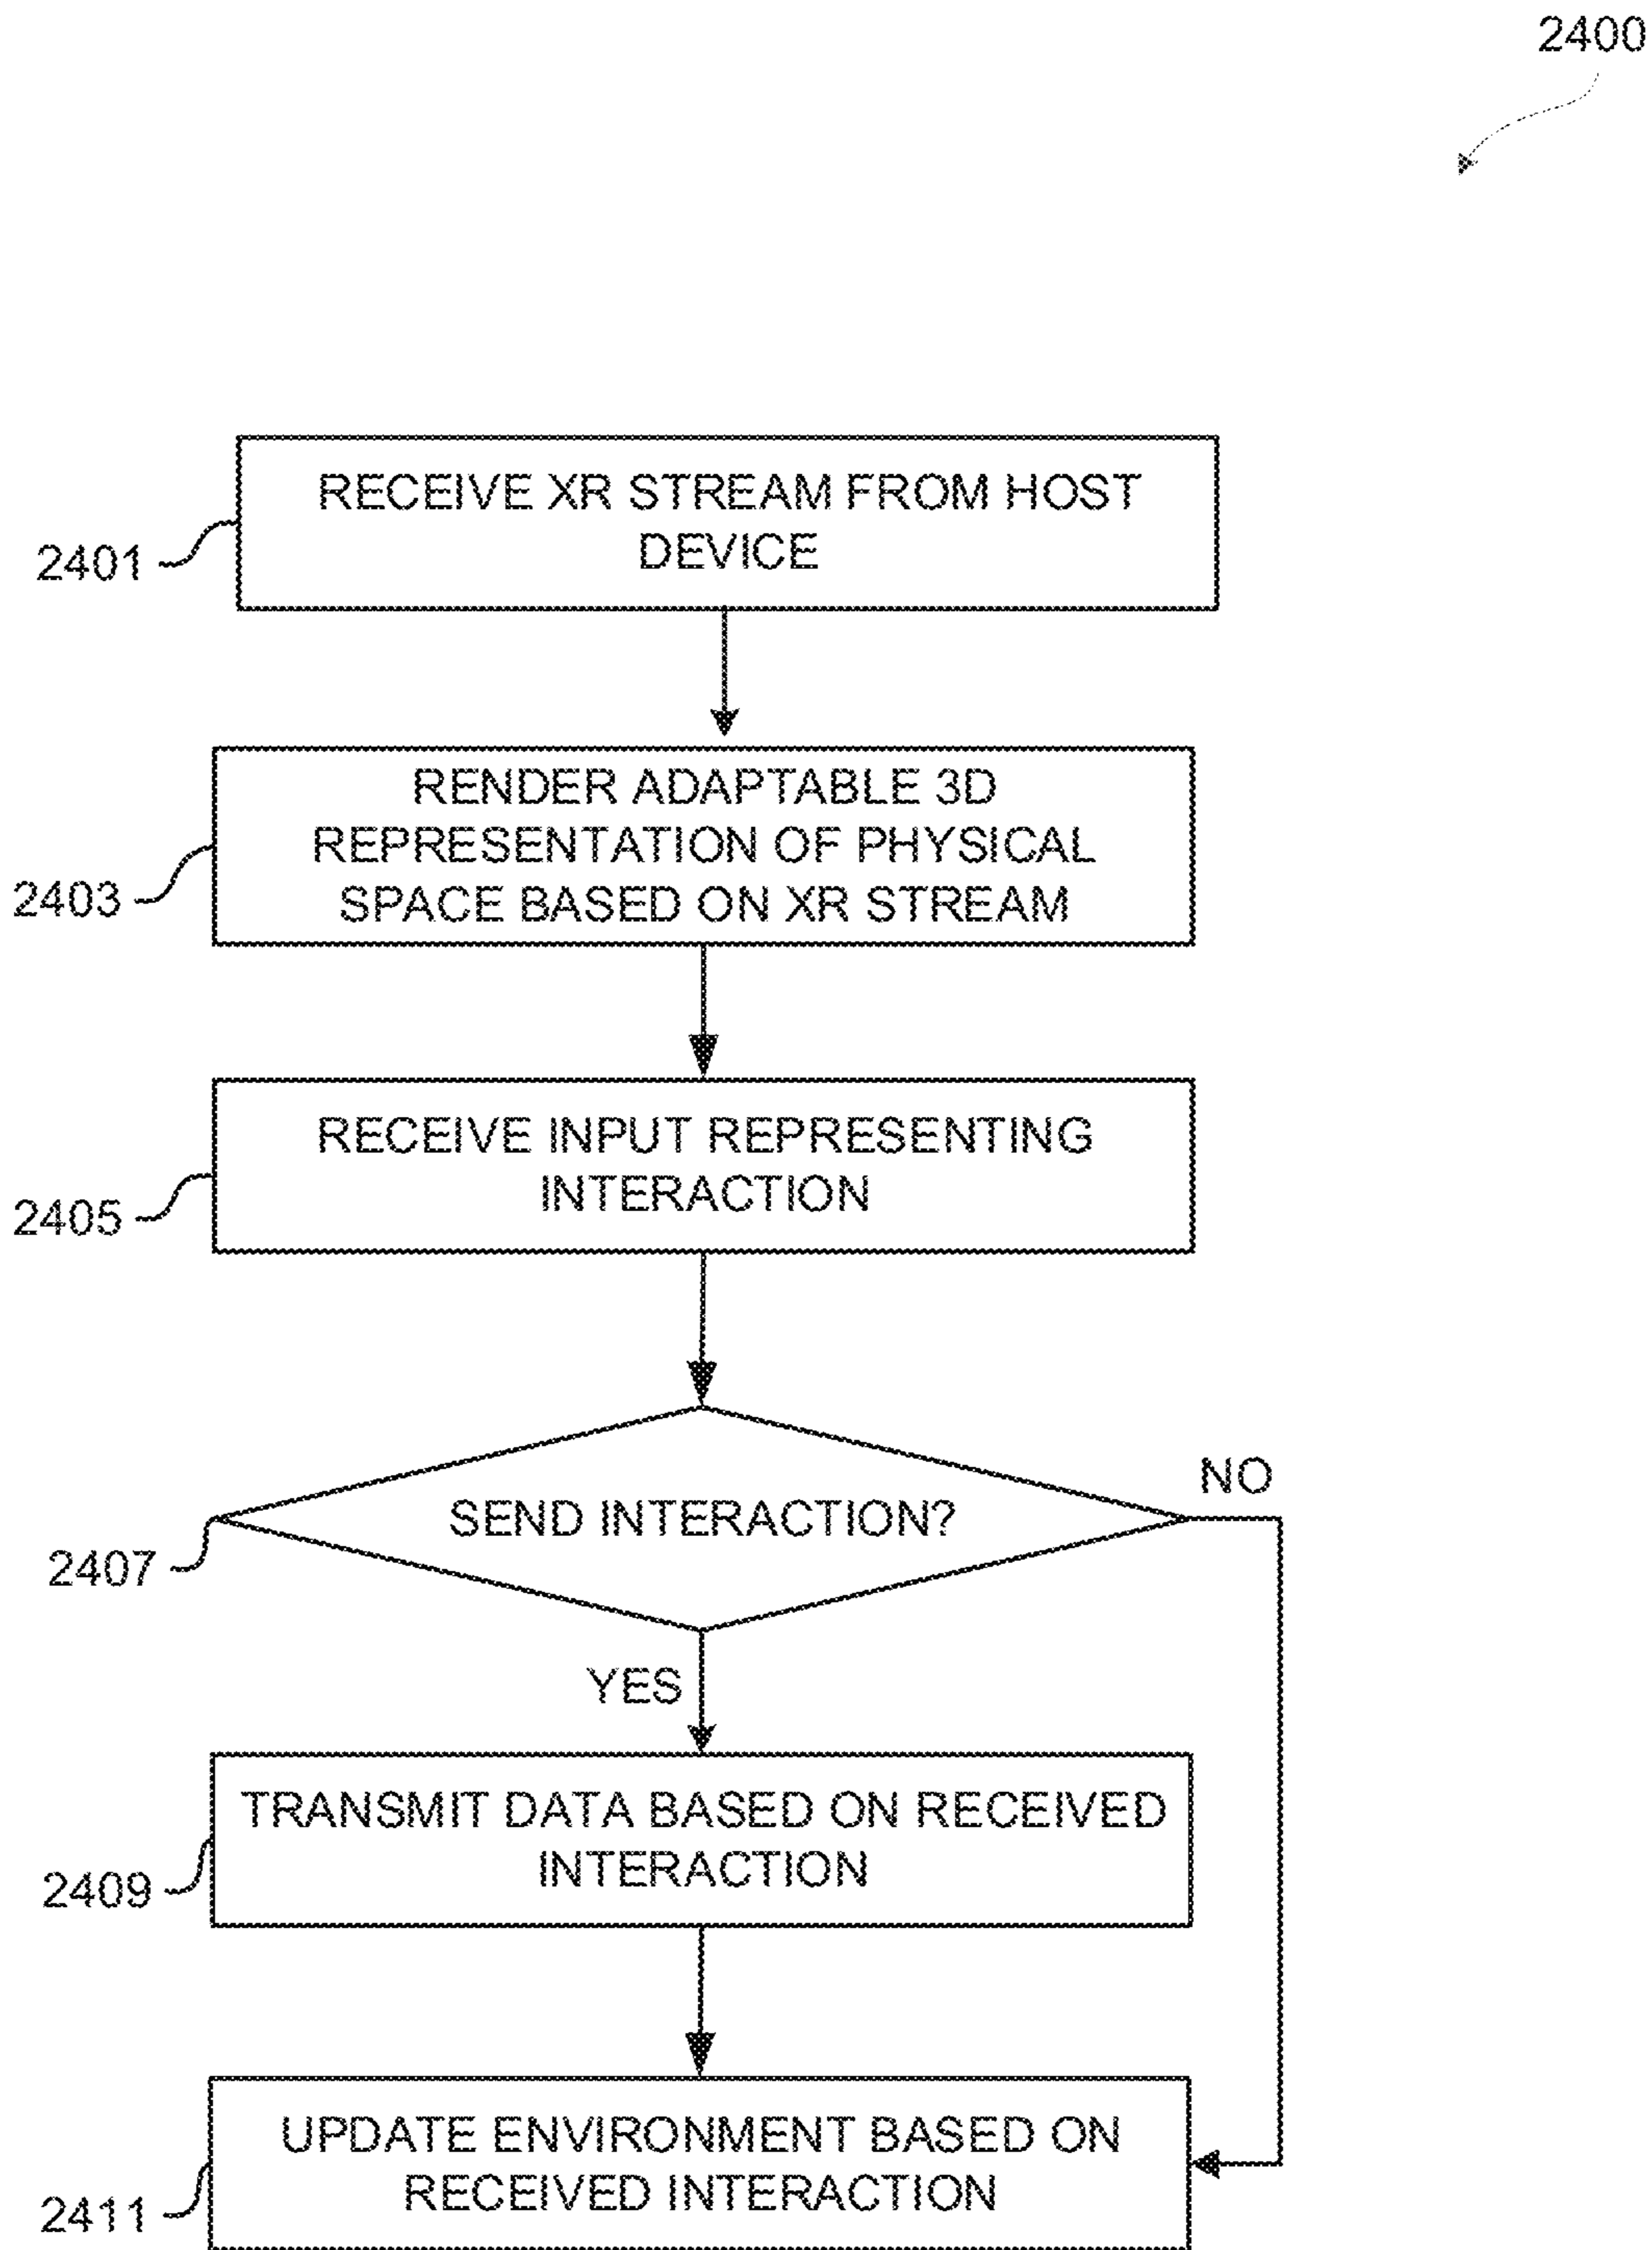 2400
RECEIVE XR STREAM FROM HOST
DEVICE
2401
RENDER ADAPTABLE 3D
REPRESENTATION OF PHYSICAL
SPACE BASED ON XR STREAM
2403
RECEIVE INPUT REPRESENTING
INTERACTION
2405
NO
SEND INTERACTION?
2407
YES
TRANSMIT DATA BASED ON RECEIVED
INTERACTION
2409
UPDATE ENVIRONMENT BASED ON
RECEIVED INTERACTION
2411